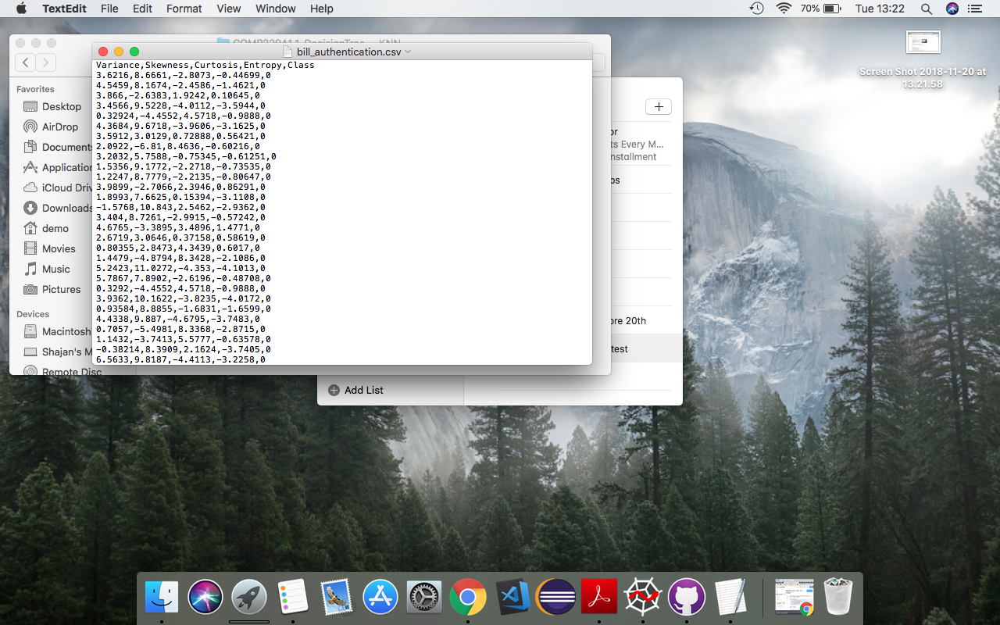 TextEdit File Edit Format View Window Help 70% Tue 13:22
bill_authentication.csv
Variance,Skewness,Curtosis,Entropy,Class
3.6216,8.6661,-2.8073,-0.44699,0
4.5459,8.1674,-2.4586,-1.4621,0
3.866,-2.6383,1.9242,0.10645,0
3.4566,9.5228,-4.0112,-3.5944,0
0.32924,-4.4552,4.5718,-0.9888,0
4.3684,9.6718,-3.9606,-3.1625,0
3.5912,3.0129,0.72888,0.56421,0
2.0922,-6.81,8.4636,-0.60216,0
3.2032,5.7588,-0.75345,-0.61251,0
1.5356,9.1772,-2.2718,-0.73535,0
1.2247,8.7779,-2.2135,-0.80647,0
3.9899,-2.7066,2.3946,0.86291,0
1.8993,7.6625,0.15394,-3.1108,0
-1.5768,10.843,2.5462,-2.9362,0
3.404,8.7261,-2.9915,-0.57242,0
4.6765,-3.3895,3.4896,1.4771,0
2.6719,3.0646,0.37158,0.58619,0
0.80355,2.8473,4.3439,0.6017,0
1.4479,-4.8794,8.3428,-2.1086,0
5.2423,11.0272,-4.353,-4.1013,0
5.7867,7.8902,-2.6196,-0.48708,0
0.3292,-4.4552,4.5718,-0.9888,0
3.9362,10.1622,-3.8235,-4.0172,0
0.93584,8.8855,-1.6831,-1.6599,0
4.4338,9.887,-4.6795,-3.7483,0
0.7057,-5.4981,8.3368,-2.8715,0
1.1432,-3.7413,5.5777,-0.63578,0
-0.38214,8.3909,2.1624,-3.7405,0
6.5633,9.8187,-4.4113,-3.2258,0
Favorites
Desktop
AirDrop
Documents
Application
iCloud Driv
Downloads
demo
Movies
Music
Pictures
Devices
Macintosh
Shajan's M
Remote Disc
or
ts Every M...
nstallment
os
ore 20th
test
Add List
Screen Shot 2018-11-20 at
13.21.58